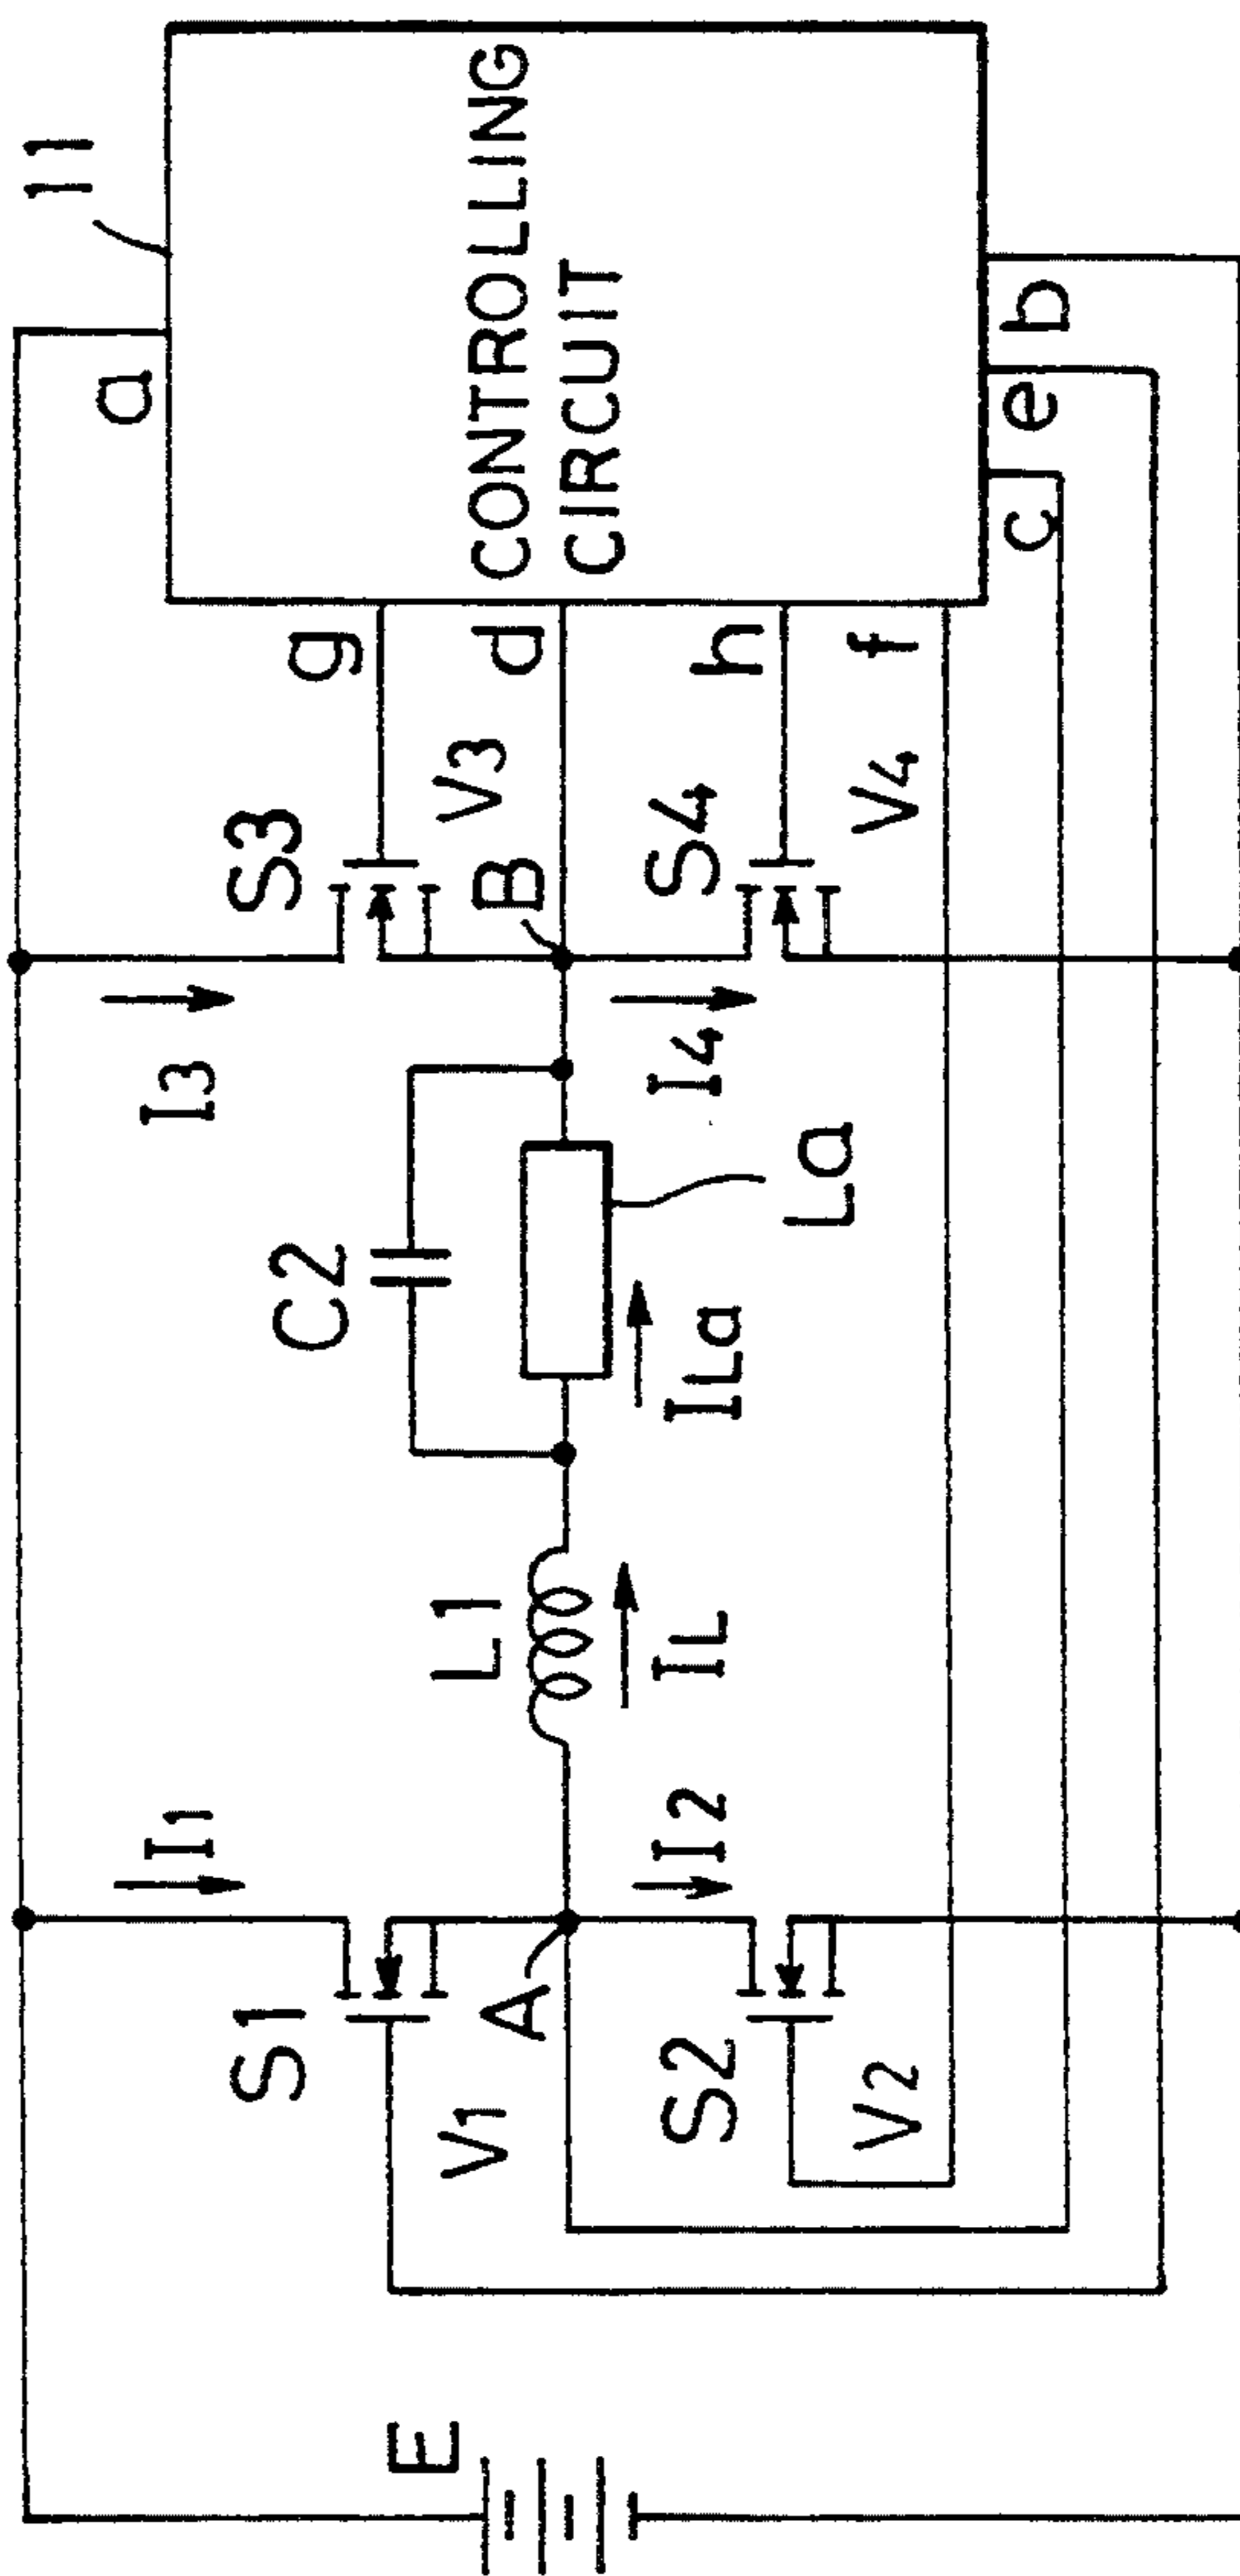 11
a
CONTROLLING
CIRCUIT
g
d
h
f
c
e
b
S3
V3
B
S4
V4
I3
I4
C2
La
ILa
L1
IL
I1
I2
S1
A
V1
S2
V2
E